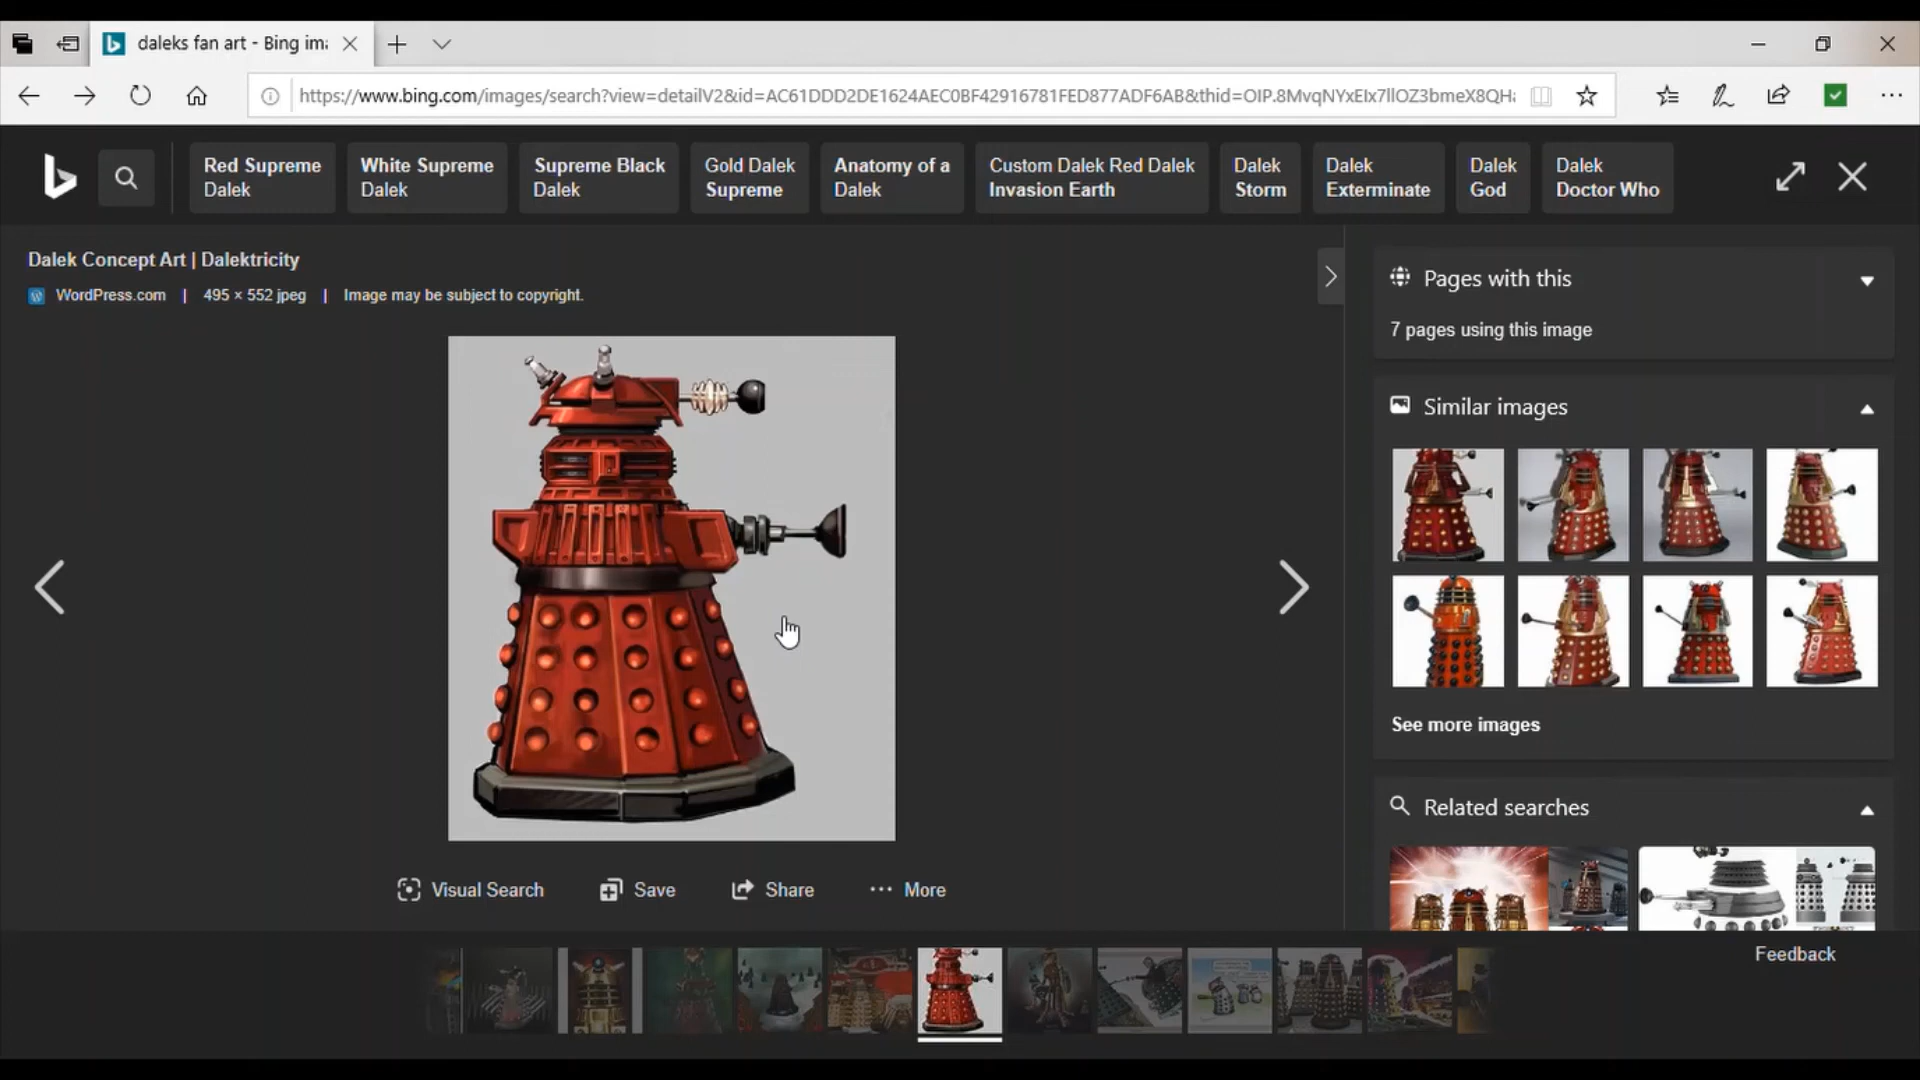 daleks fan art - Bing ima
https://www.bing.com/images/search?view=detailV2&id=AC61DDD2DE1624AEC0BF42916781FED877ADF6AB&thid=OIP.8MvqNYxEIx7llOZ3bmeX8QHa
Red Supreme
Dalek
White Supreme
Dalek
Supreme Black
Dalek
Gold Dalek
Supreme
Anatomy of a
Dalek
Custom Dalek Red Dalek
Invasion Earth
Dalek
Storm
Dalek
Exterminate
Dalek
God
Dalek
Doctor Who
Dalek Concept Art | Dalektricity
WordPress.com | 495 × 552 jpeg | Image may be subject to copyright.
Pages with this
7 pages using this image
Similar images
See more images
Related searches
Visual Search
Save
Share
More
Feedback